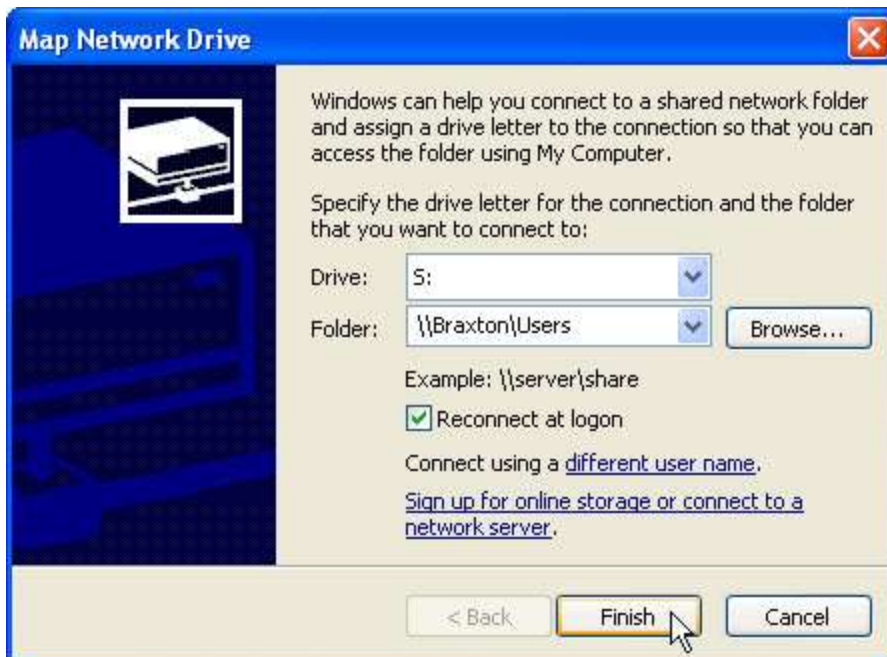 Map Network Drive
Windows can help you connect to a shared network folder
and assign a drive letter to the connection so that you can
access the folder using My Computer.
Specify the drive letter for the connection and the folder
that you want to connect to:
Drive: S:
Folder: \\Braxton\Users Browse...
Example: \\server\share
Reconnect at logon
Connect using a different user name.
Sign up for online storage or connect to a
network server.
< Back Finish Cancel